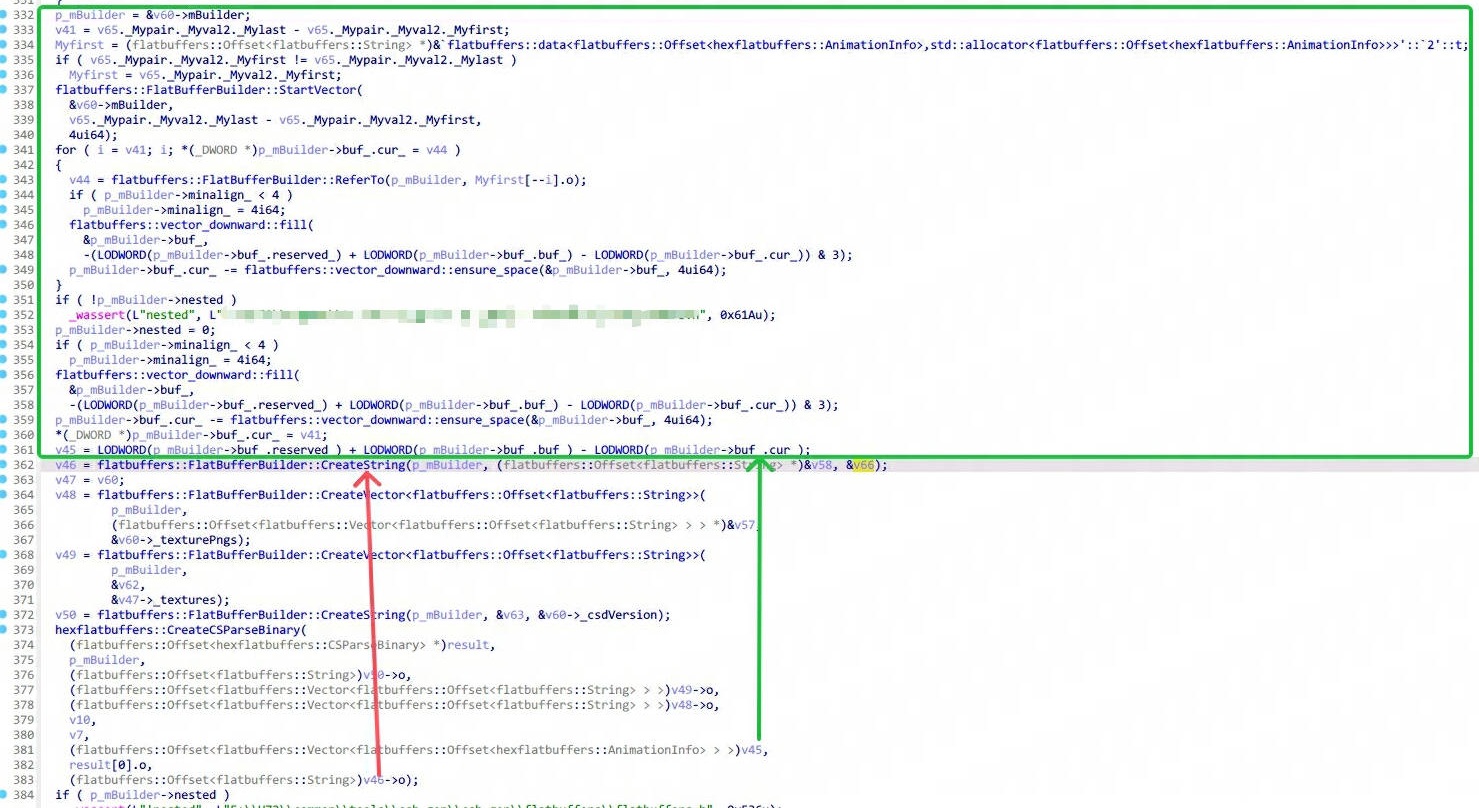 332 p_mBuilder = &v60->mBuilder;
333 v41 = v65._Mypair._Myval2._Mylast - v65._Mypair._Myval2._Myfirst;
334 Myfirst = (flatbuffers::Offset<flatbuffers::String> *)&`flatbuffers::data<flatbuffers::Offset<hexflatbuffers::AnimationInfo>,std::allocator<flatbuffers::Offset<hexflatbuffers::AnimationInfo>>>'::`2'::t;
335 if ( v65._Mypair._Myval2._Myfirst != v65._Mypair._Myval2._Mylast )
336 Myfirst = v65._Mypair._Myval2._Myfirst;
337 flatbuffers::FlatBufferBuilder::StartVector(
338 &v60->mBuilder,
339 v65._Mypair._Myval2._Mylast - v65._Mypair._Myval2._Myfirst,
340 4ui64);
341 for ( i = v41; i; *(_DWORD *)p_mBuilder->buf_.cur_ = v44 )
342 {
343 v44 = flatbuffers::FlatBufferBuilder::ReferTo(p_mBuilder, Myfirst[--i].o);
344 if ( p_mBuilder->minalign_ < 4 )
345 p_mBuilder->minalign_ = 4i64;
346 flatbuffers::vector_downward::fill(
347 &p_mBuilder->buf_,
348 -(LODWORD(p_mBuilder->buf_.reserved_) + LODWORD(p_mBuilder->buf_.buf_) - LODWORD(p_mBuilder->buf_.cur_)) & 3);
349 p_mBuilder->buf_.cur_ -= flatbuffers::vector_downward::ensure_space(&p_mBuilder->buf_, 4ui64);
350 }
351 if ( !p_mBuilder->nested )
352 _wassert(L"nested", L" ", 0x61Au);
353 p_mBuilder->nested = 0;
354 if ( p_mBuilder->minalign_ < 4 )
355 p_mBuilder->minalign_ = 4i64;
356 flatbuffers::vector_downward::fill(
357 &p_mBuilder->buf_,
358 -(LODWORD(p_mBuilder->buf_.reserved_) + LODWORD(p_mBuilder->buf_.buf_) - LODWORD(p_mBuilder->buf_.cur_)) & 3);
359 p_mBuilder->buf_.cur_ -= flatbuffers::vector_downward::ensure_space(&p_mBuilder->buf_, 4ui64);
360 *(_DWORD *)p_mBuilder->buf_.cur_ = v41;
361 v45 = LODWORD(p_mBuilder->buf_.reserved_) + LODWORD(p_mBuilder->buf_.buf_) - LODWORD(p_mBuilder->buf_.cur_);
362 v46 = flatbuffers::FlatBufferBuilder::CreateString(p_mBuilder, (flatbuffers::Offset<flatbuffers::String> *)&v58, &v66);
363 v47 = v60;
364 v48 = flatbuffers::FlatBufferBuilder::CreateVector<flatbuffers::Offset<flatbuffers::String>>(
365 p_mBuilder,
366 (flatbuffers::Offset<flatbuffers::Vector<flatbuffers::Offset<flatbuffers::String> > > *)&v57,
367 &v60->_texturePngs);
368 v49 = flatbuffers::FlatBufferBuilder::CreateVector<flatbuffers::Offset<flatbuffers::String>>(
369 p_mBuilder,
370 &v62,
371 &v47->_textures);
372 v50 = flatbuffers::FlatBufferBuilder::CreateString(p_mBuilder, &v63, &v60->_csdVersion);
373 hexflatbuffers::CreateCSParseBinary(
374 (flatbuffers::Offset<hexflatbuffers::CSParseBinary> *)result,
375 p_mBuilder,
376 (flatbuffers::Offset<flatbuffers::String>)v50->o,
377 (flatbuffers::Offset<flatbuffers::Vector<flatbuffers::Offset<flatbuffers::String> > >)v49->o,
378 (flatbuffers::Offset<flatbuffers::Vector<flatbuffers::Offset<flatbuffers::String> > >)v48->o,
379 v10,
380 v7,
381 (flatbuffers::Offset<flatbuffers::Vector<flatbuffers::Offset<hexflatbuffers::AnimationInfo> > >)v45,
382 result[0].o,
383 (flatbuffers::Offset<flatbuffers::String>)v46->o);
384 if ( p_mBuilder->nested )